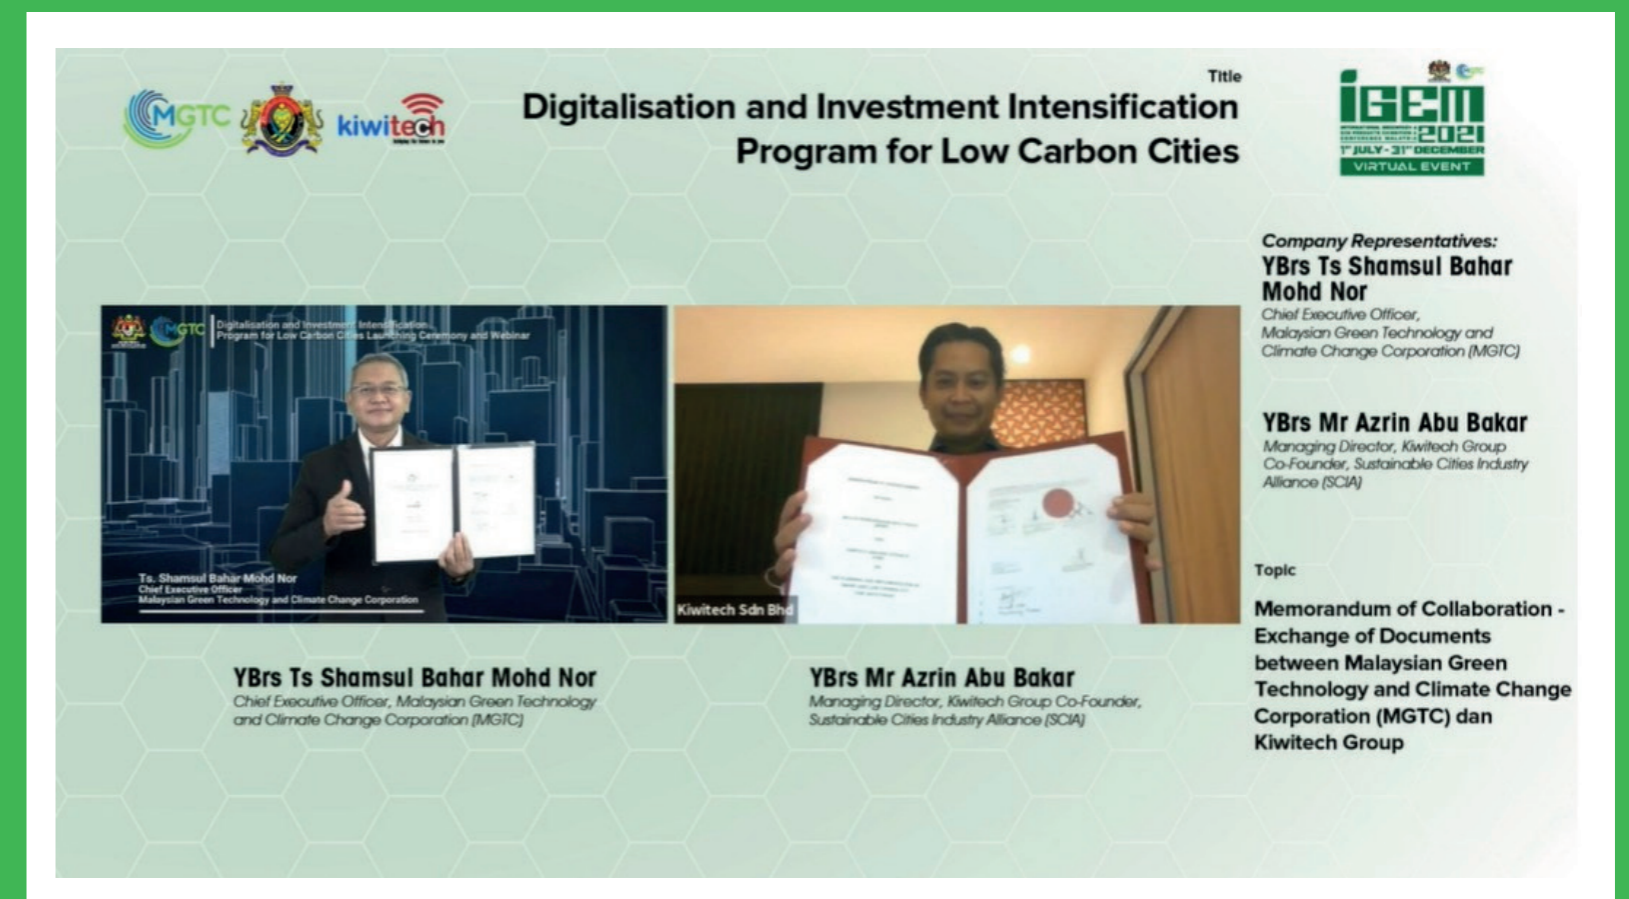 MGTC
kiwitech
Title
Digitalisation and Investment Intensification
Program for Low Carbon Cities
iGEM
2021
1ST JULY - 31ST DECEMBER
VIRTUAL EVENT
Company Representatives:
YBrs Ts Shamsul Bahar
Mohd Nor
Chief Executive Officer,
Malaysian Green Technology and
Climate Change Corporation (MGTC)
YBrs Mr Azrin Abu Bakar
Managing Director, Kiwitech Group
Co-Founder, Sustainable Cities Industry
Alliance (SCIA)
Topic
Memorandum of Collaboration -
Exchange of Documents
between Malaysian Green
Technology and Climate Change
Corporation (MGTC) dan
Kiwitech Group
MGTC
Digitalisation and Investment Intensification
Program for Low Carbon Cities Launching Ceremony and Webinar
Ts. Shamsul Bahar Mohd Nor
Chief Executive Officer
Malaysian Green Technology and Climate Change Corporation
Kiwitech Sdn Bhd
YBrs Ts Shamsul Bahar Mohd Nor
Chief Executive Officer, Malaysian Green Technology
and Climate Change Corporation (MGTC)
YBrs Mr Azrin Abu Bakar
Managing Director, Kiwitech Group Co-Founder,
Sustainable Cities Industry Alliance (SCIA)